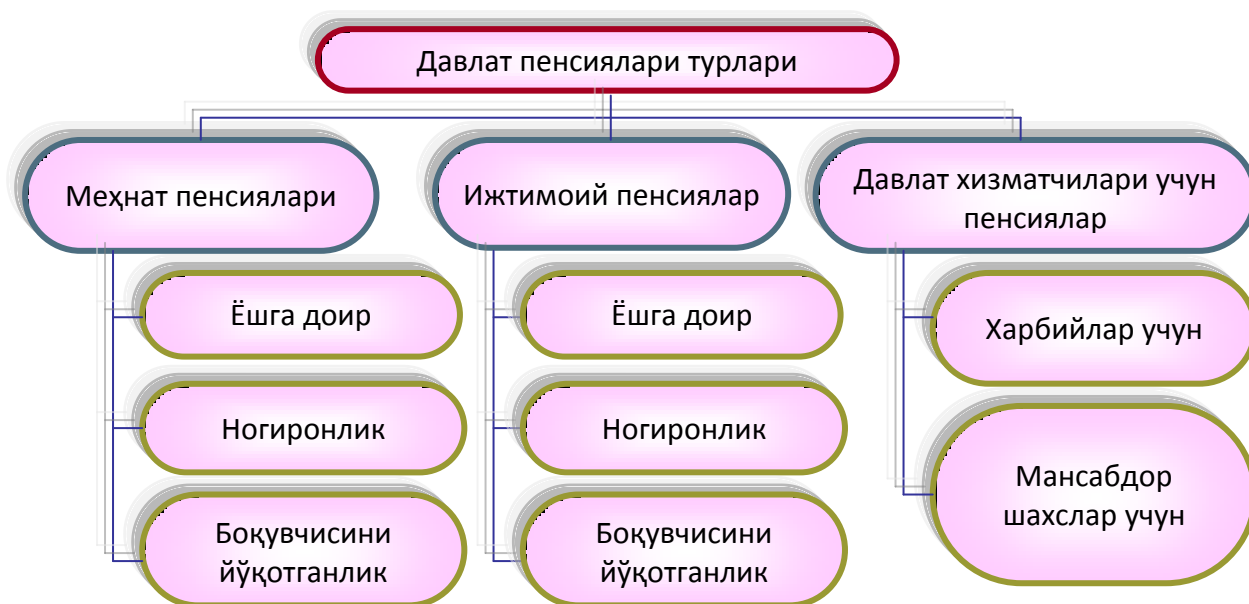 Давлат пенсиялари турлари
Меҳнат пенсиялари
Ижтимоий пенсиялар
Давлат хизматчилари учун
пенсиялар
Ёшга доир
Ногиронлик
Боқувчисини
йўқотганлик
Ёшга доир
Ногиронлик
Боқувчисини
йўқотганлик
Харбийлар учун
Мансабдор
шахслар учун